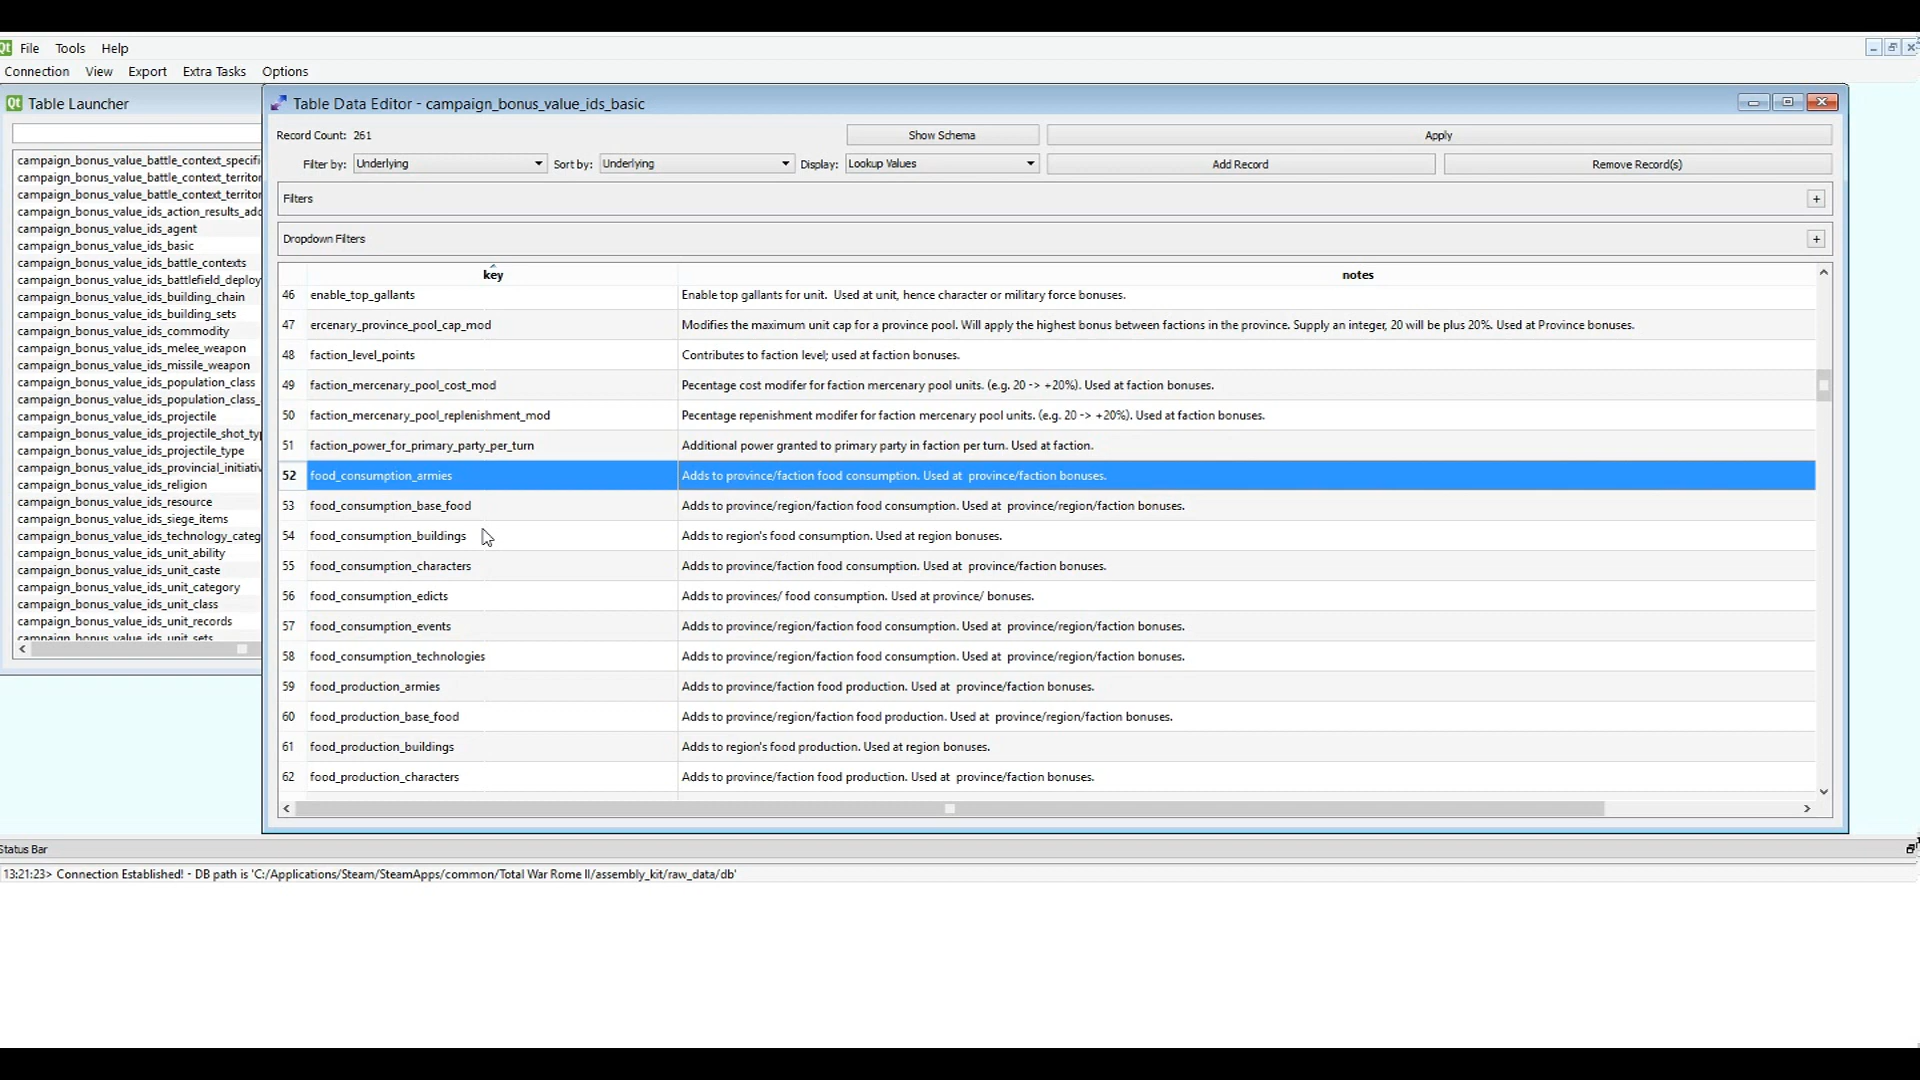 Qt File Tools Help
Connection View Export Extra Tasks Options
Qt Table Launcher
campaign_bonus_value_battle_context_specifi
campaign_bonus_value_battle_context_territor
campaign_bonus_value_battle_context_territor
campaign_bonus_value_ids_action_results_add
campaign_bonus_value_ids_agent
campaign_bonus_value_ids_basic
campaign_bonus_value_ids_battle_contexts
campaign_bonus_value_ids_battlefield_deploy
campaign_bonus_value_ids_building_chain
campaign_bonus_value_ids_building_sets
campaign_bonus_value_ids_commodity
campaign_bonus_value_ids_melee_weapon
campaign_bonus_value_ids_missile_weapon
campaign_bonus_value_ids_population_class
campaign_bonus_value_ids_population_class_
campaign_bonus_value_ids_projectile
campaign_bonus_value_ids_projectile_shot_typ
campaign_bonus_value_ids_projectile_type
campaign_bonus_value_ids_provincial_initiativ
campaign_bonus_value_ids_religion
campaign_bonus_value_ids_resource
campaign_bonus_value_ids_siege_items
campaign_bonus_value_ids_technology_categ
campaign_bonus_value_ids_unit_ability
campaign_bonus_value_ids_unit_caste
campaign_bonus_value_ids_unit_category
campaign_bonus_value_ids_unit_class
campaign_bonus_value_ids_unit_records
campaign_bonus_value_ids_unit_sets
Table Data Editor - campaign_bonus_value_ids_basic
Record Count: 261 Show Schema Apply
Filter by: Underlying Sort by: Underlying Display: Lookup Values Add Record Remove Record(s)
Filters +
Dropdown Filters +
key notes
46 enable_top_gallants Enable top gallants for unit. Used at unit, hence character or military force bonuses.
47 ercenary_province_pool_cap_mod Modifies the maximum unit cap for a province pool. Will apply the highest bonus between factions in the province. Supply an integer, 20 will be plus 20%. Used at Province bonuses.
48 faction_level_points Contributes to faction level; used at faction bonuses.
49 faction_mercenary_pool_cost_mod Pecentage cost modifer for faction mercenary pool units. (e.g. 20 -> +20%). Used at faction bonuses.
50 faction_mercenary_pool_replenishment_mod Pecentage repenishment modifer for faction mercenary pool units. (e.g. 20 -> +20%). Used at faction bonuses.
51 faction_power_for_primary_party_per_turn Additional power granted to primary party in faction per turn. Used at faction.
52 food_consumption_armies Adds to province/faction food consumption. Used at province/faction bonuses.
53 food_consumption_base_food Adds to province/region/faction food consumption. Used at province/region/faction bonuses.
54 food_consumption_buildings Adds to region's food consumption. Used at region bonuses.
55 food_consumption_characters Adds to province/faction food consumption. Used at province/faction bonuses.
56 food_consumption_edicts Adds to provinces/ food consumption. Used at province/ bonuses.
57 food_consumption_events Adds to province/region/faction food consumption. Used at province/region/faction bonuses.
58 food_consumption_technologies Adds to province/region/faction food consumption. Used at province/region/faction bonuses.
59 food_production_armies Adds to province/faction food production. Used at province/faction bonuses.
60 food_production_base_food Adds to province/region/faction food production. Used at province/region/faction bonuses.
61 food_production_buildings Adds to region's food production. Used at region bonuses.
62 food_production_characters Adds to province/faction food production. Used at province/faction bonuses.
Status Bar
13:21:23> Connection Established! - DB path is 'C:/Applications/Steam/SteamApps/common/Total War Rome II/assembly_kit/raw_data/db'